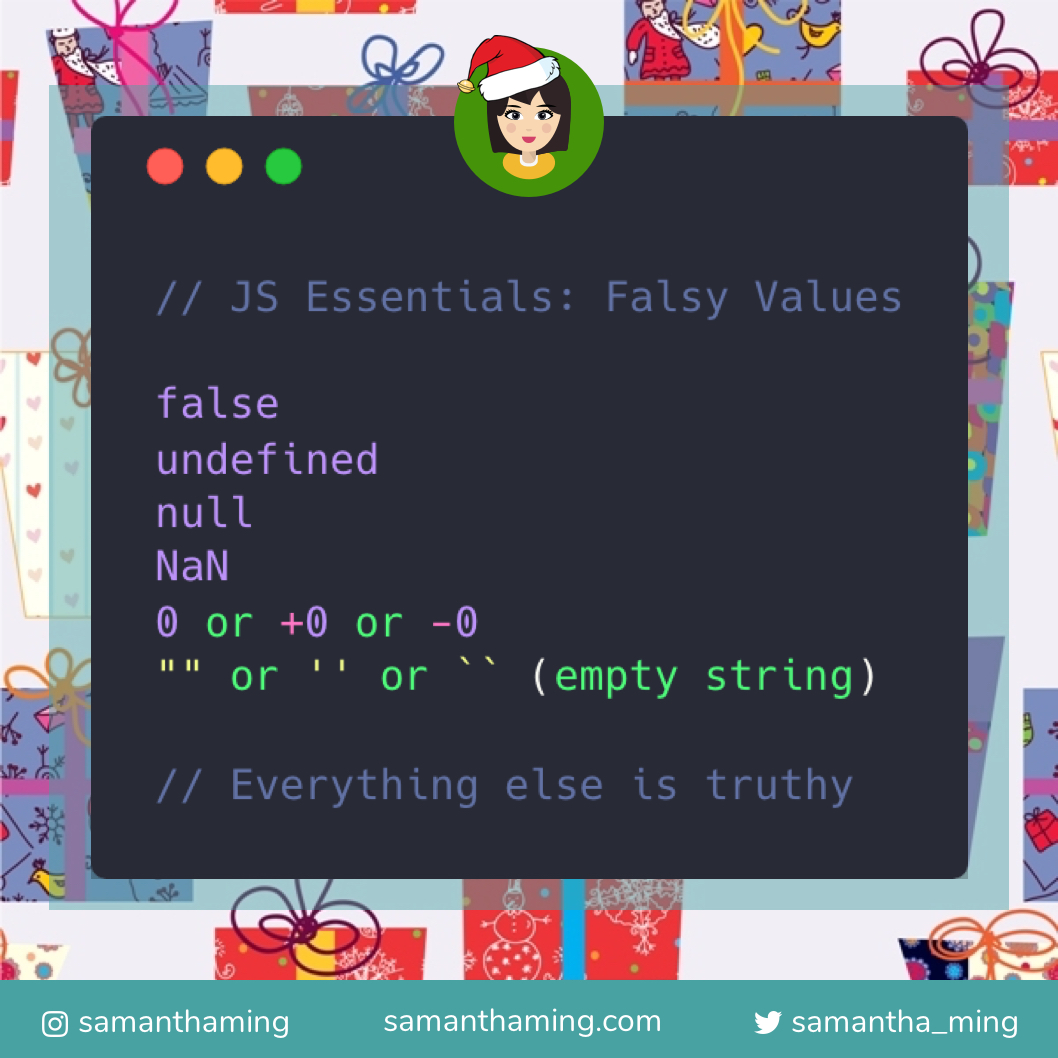 // JS Essentials: Falsy Values
false
undefined
null
NaN
0 or +0 or -0
"" or '' or `` (empty string)
// Everything else is truthy
samanthaming
samanthaming.com
samantha_ming